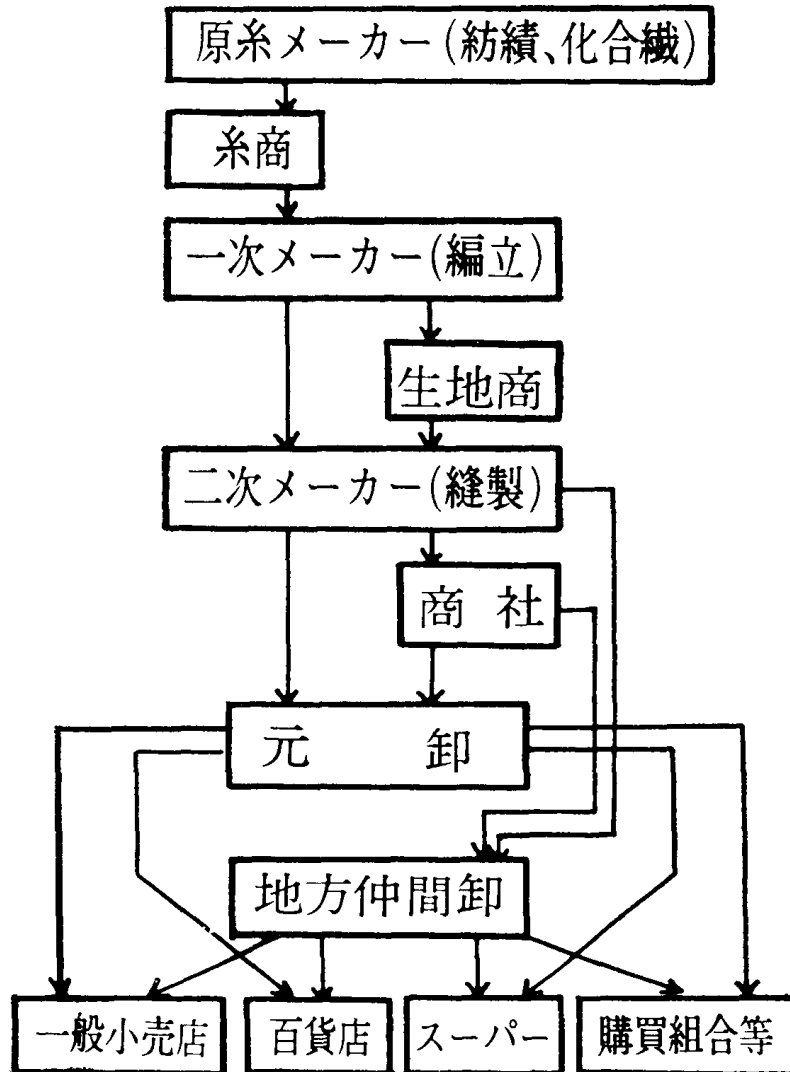 原糸メーカー(紡績、化合繊)
糸商
一次メーカー(編立)
生地商
二次メーカー(縫製)
商社
元卸
地方仲間卸
一般小売店
百貨店
スーパー
購買組合等